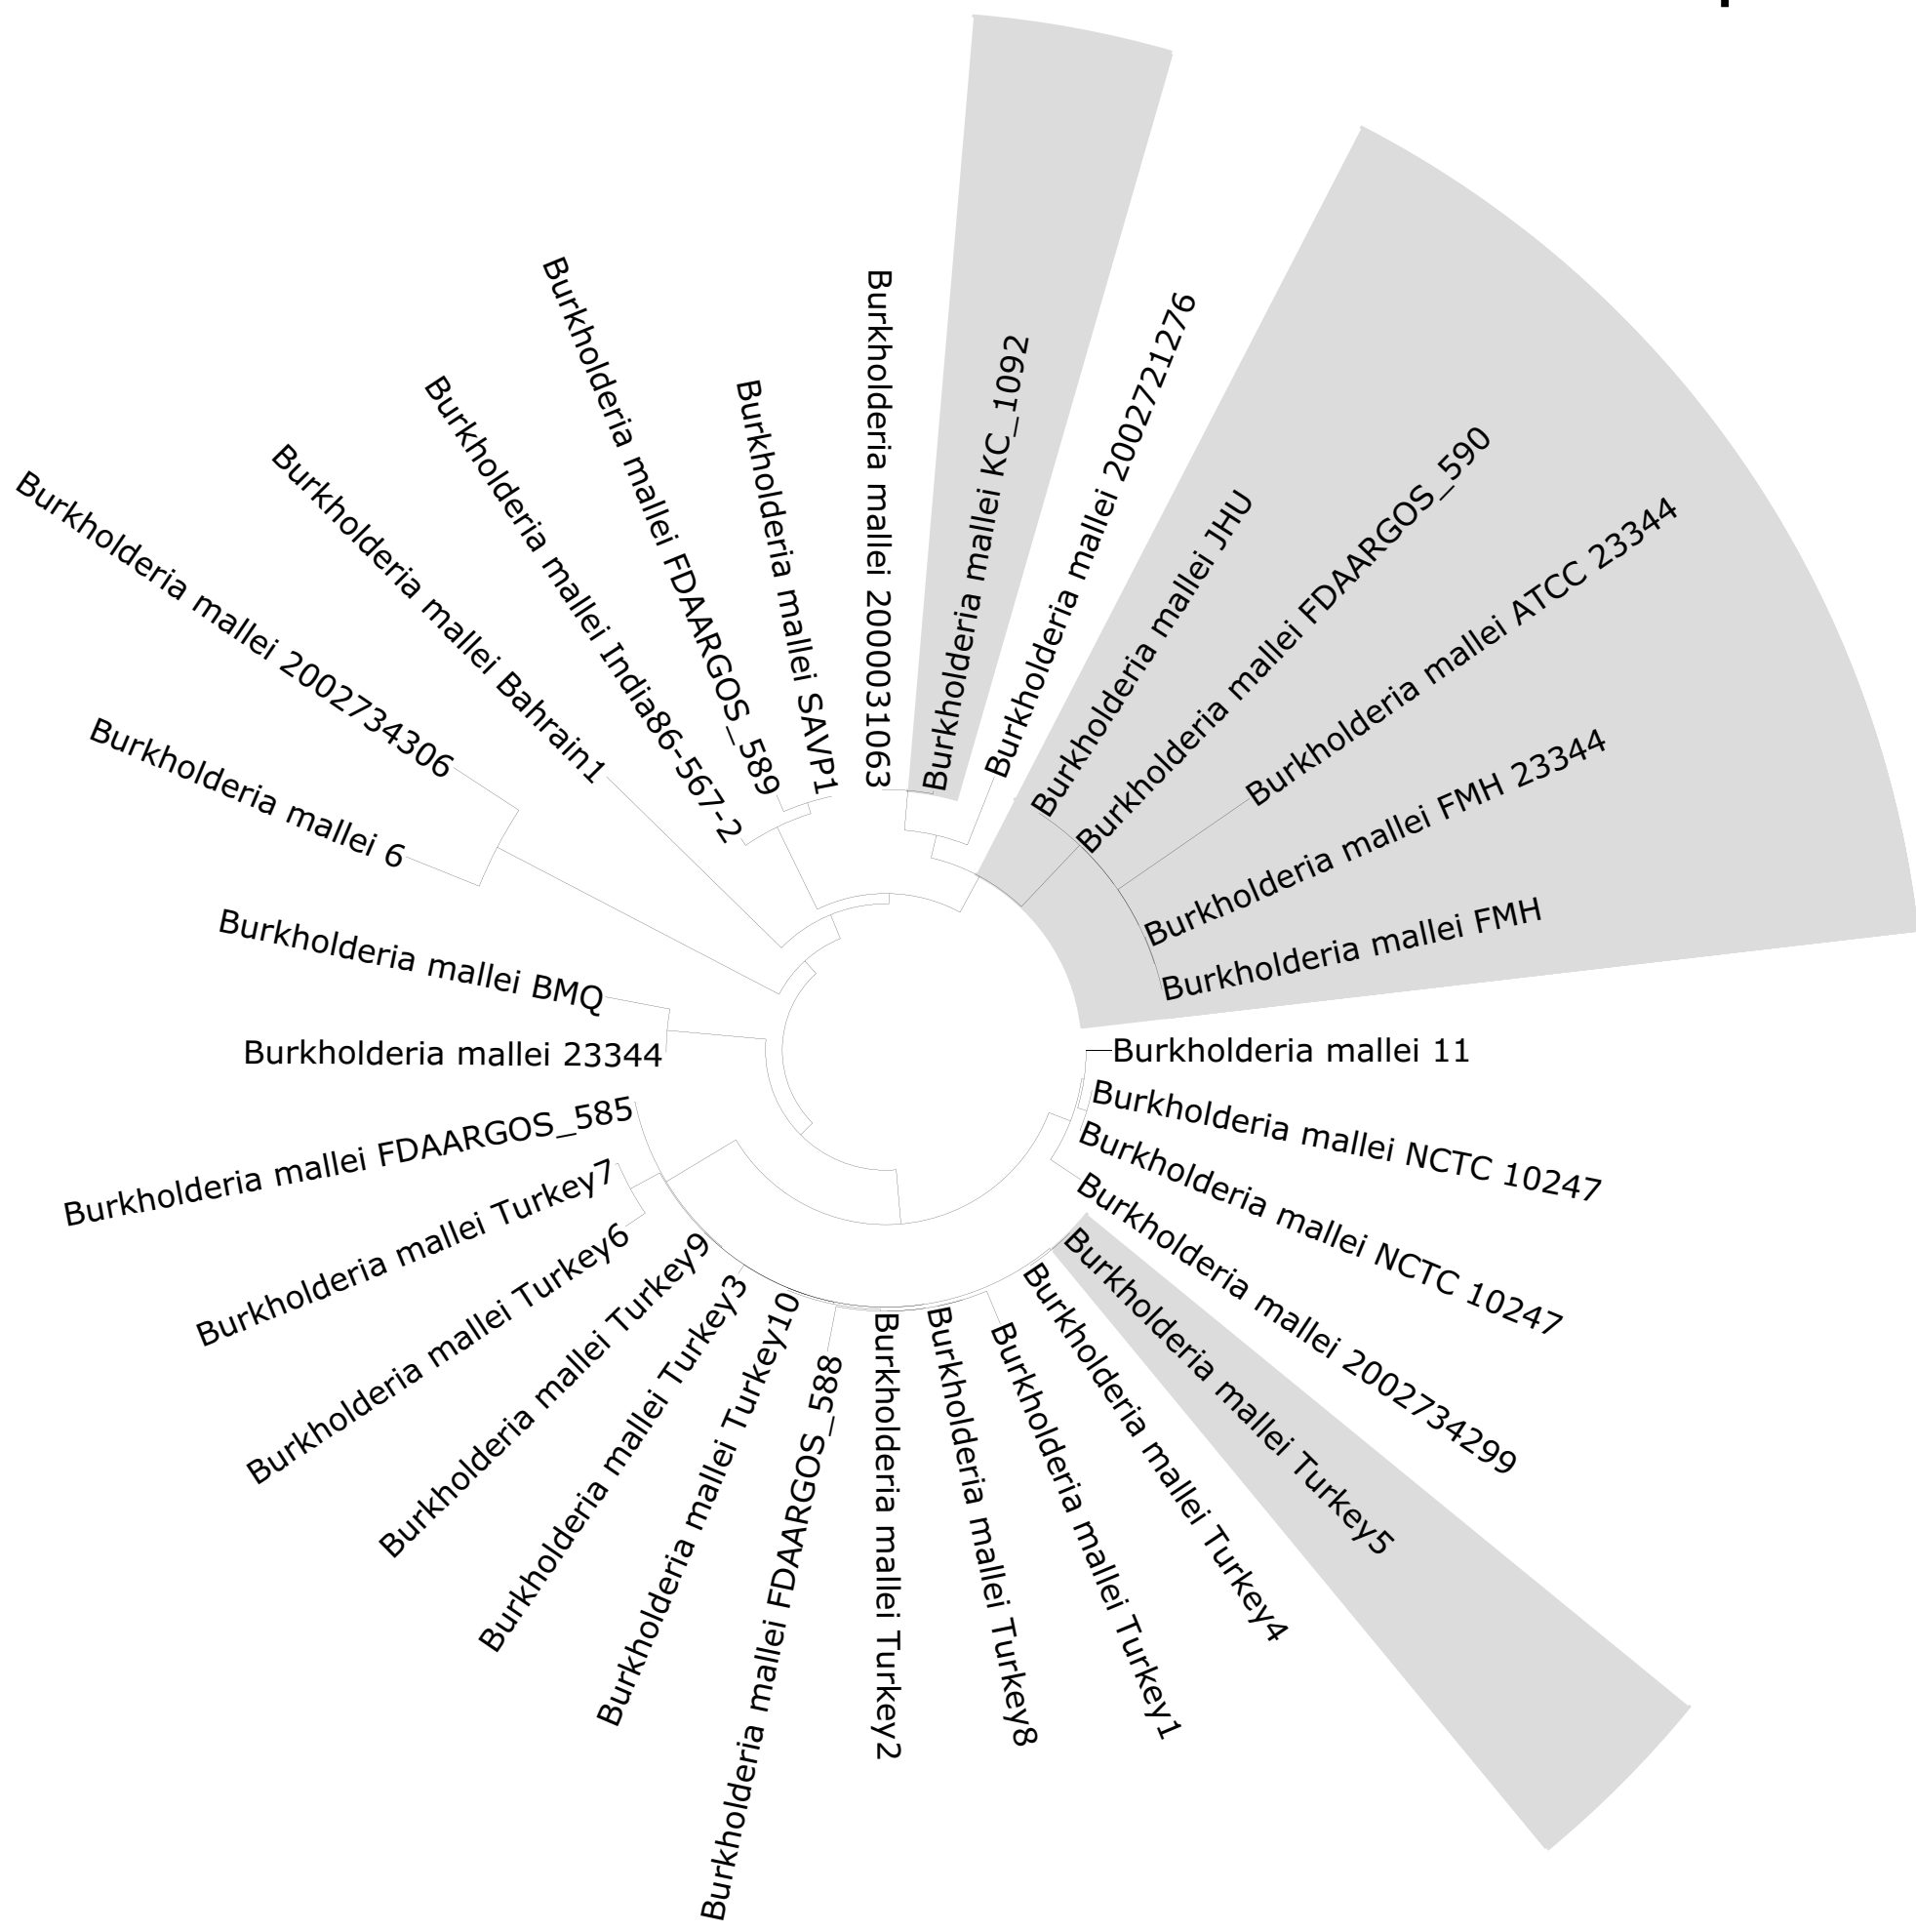 Burkholderia mallei 2000031063
Burkholderia mallei KC_1092
Burkholderia mallei 2002721276
Burkholderia mallei JHU
Burkholderia mallei FDAARGOS_590
Burkholderia mallei ATCC 23344
Burkholderia mallei FMH 23344
Burkholderia mallei FMH
Burkholderia mallei 11
Burkholderia mallei NCTC 10247
Burkholderia mallei NCTC 10247
Burkholderia mallei 2002734299
Burkholderia mallei Turkey5
Burkholderia mallei Turkey4
Burkholderia mallei Turkey1
Burkholderia mallei Turkey8
Burkholderia mallei Turkey2
Burkholderia mallei FDAARGOS_588
Burkholderia mallei Turkey10
Burkholderia mallei Turkey3
Burkholderia mallei Turkey9
Burkholderia mallei Turkey6
Burkholderia mallei Turkey7
Burkholderia mallei FDAARGOS_585
Burkholderia mallei 23344
Burkholderia mallei BMQ
Burkholderia mallei 6
Burkholderia mallei 2002734306
Burkholderia mallei Bahrain1
Burkholderia mallei India86-567-2
Burkholderia mallei FDAARGOS_589
Burkholderia mallei SAVP1